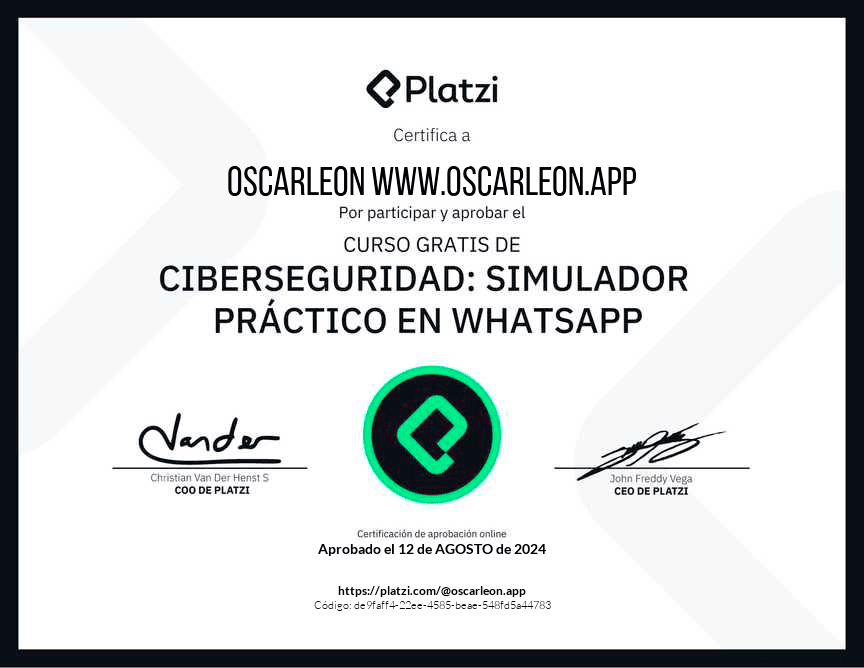 Platzi
Certifica a
OSCARLEON WWW.OSCARLEON.APP
Por participar y aprobar el
CURSO GRATIS DE
CIBERSEGURIDAD: SIMULADOR
PRÁCTICO EN WHATSAPP
Vander
Christian Van Der Henst S
COO DE PLATZI
John Freddy Vega
CEO DE PLATZI
Certificación de aprobación online
Aprobado el 12 de AGOSTO de 2024
https://platzi.com/@oscarleon.app
Código: de9faff4-22ee-4585-beae-548fd5a44783